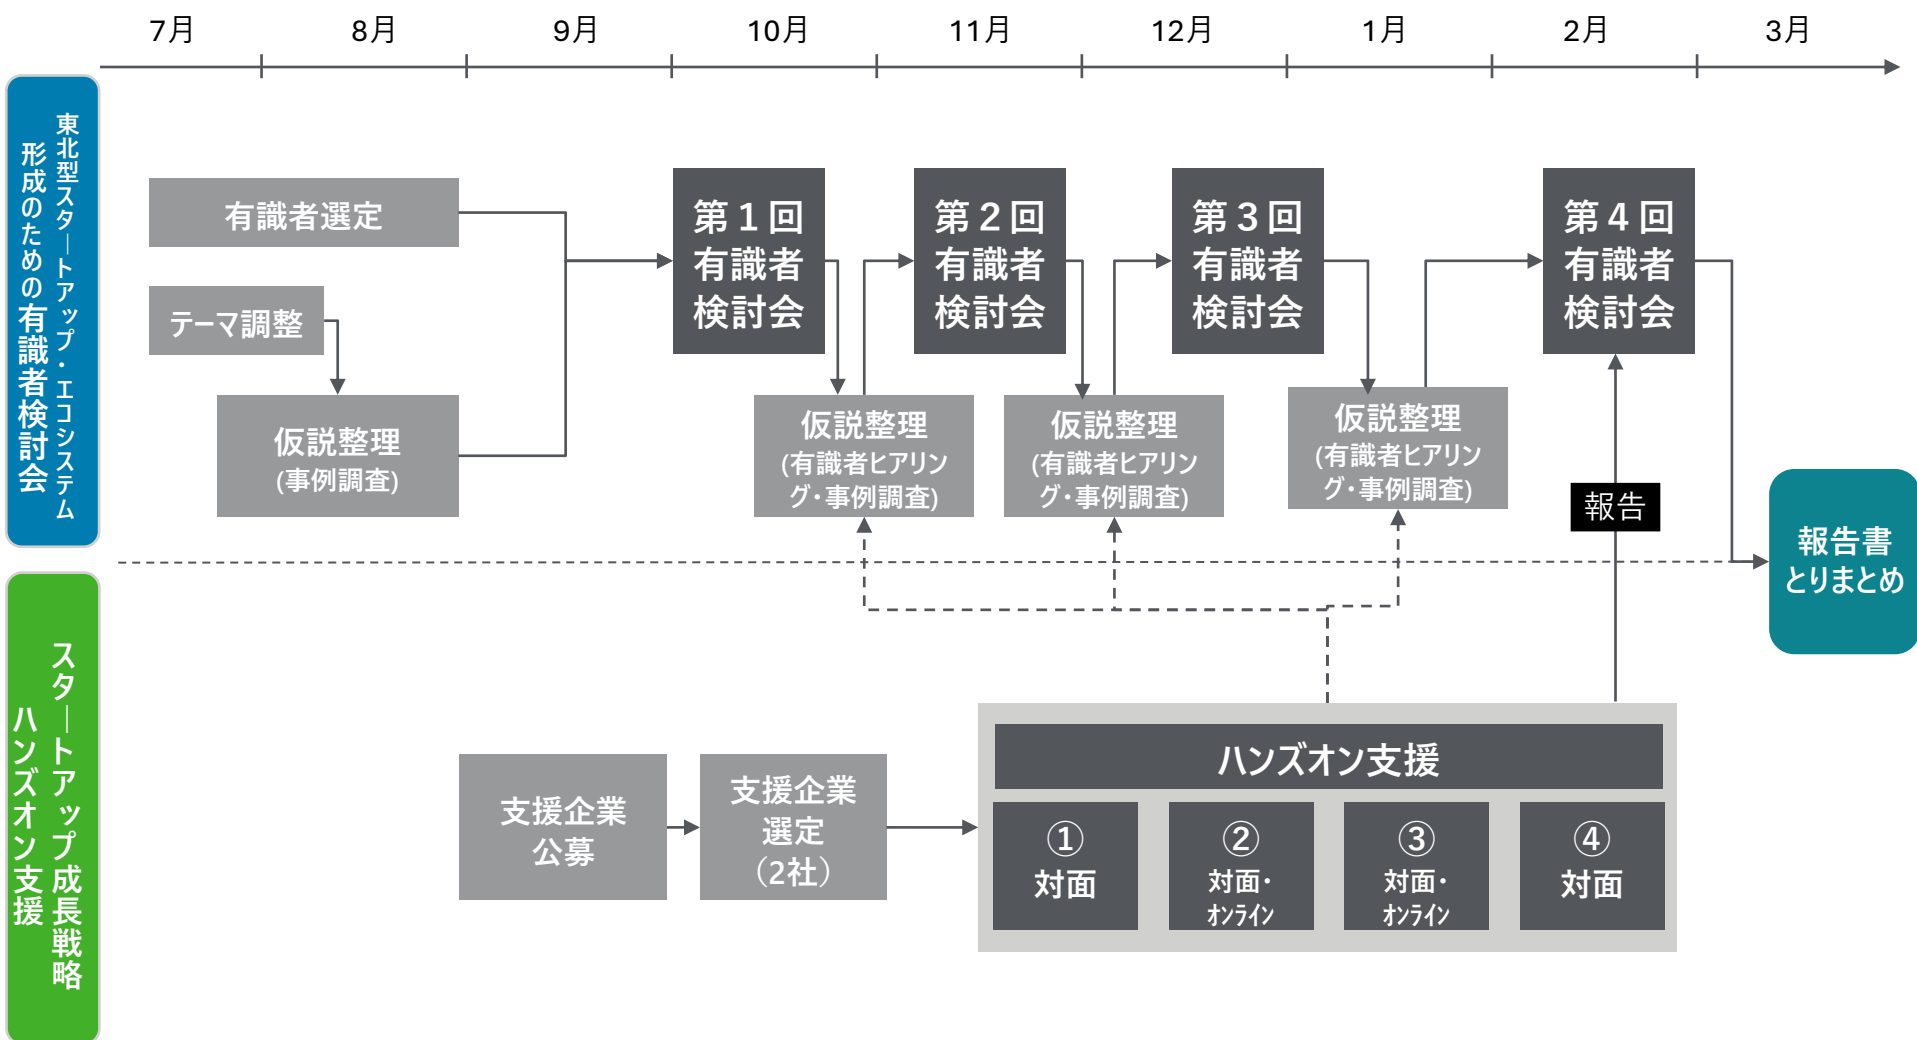 7月
8月
9月
10月
11月
12月
1月
2月
3月
東北型スタートアップ・エコシステム
形成のための有識者検討会
有識者選定
テーマ調整
仮説整理
(事例調査)
第１回
有識者
検討会
第２回
有識者
検討会
第３回
有識者
検討会
第４回
有識者
検討会
仮説整理
(有識者ヒアリン
グ・事例調査)
仮説整理
(有識者ヒアリン
グ・事例調査)
仮説整理
(有識者ヒアリン
グ・事例調査)
報告
報告書
とりまとめ
スタートアップ成長戦略
ハンズオン支援
支援企業
公募
支援企業
選定
（2社）
ハンズオン支援
①
対面
②
対面・
オンライン
③
対面・
オンライン
④
対面